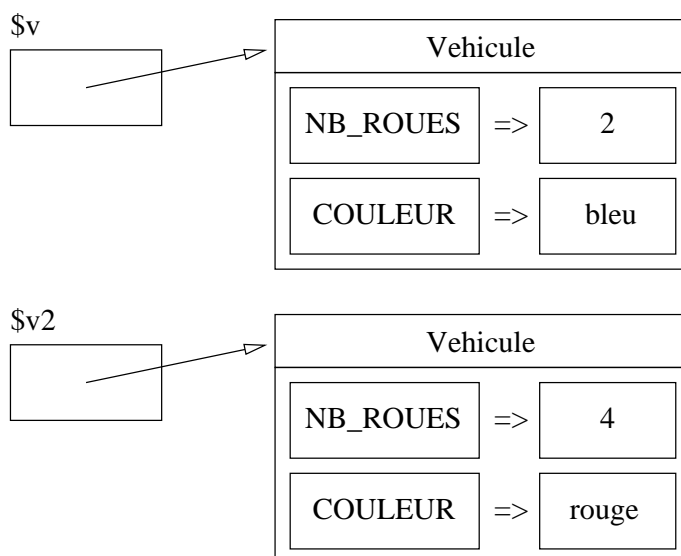 $v
Vehicule
NB_ROUES => 2
COULEUR => bleu
$v2
Vehicule
NB_ROUES => 4
COULEUR => rouge